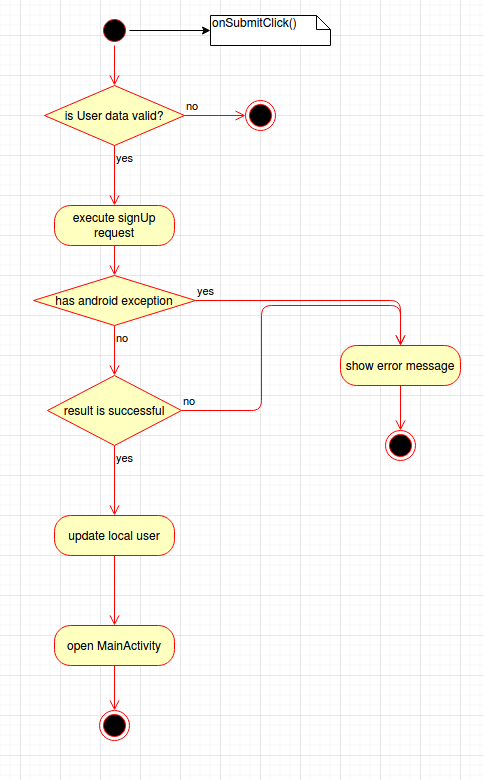 onSubmitClick()
is User data valid?
no
yes
execute signUp
request
has android exception
yes
no
show error message
result is successful
no
yes
update local user
open MainActivity